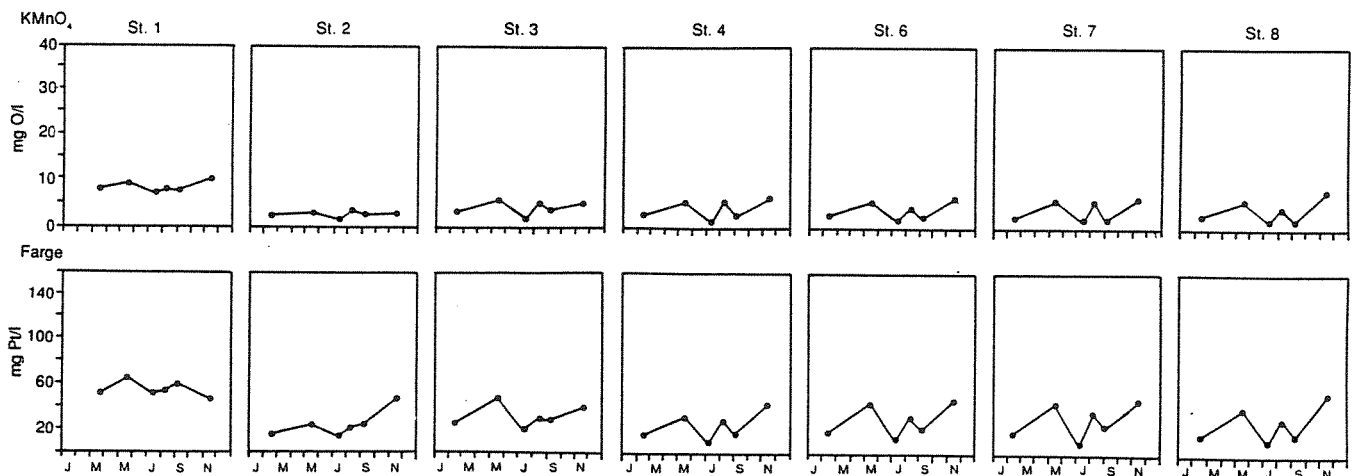 KMnO₄
St. 1 St. 2 St. 3 St. 4 St. 6 St. 7 St. 8
40
30
mg O/l
20
10
0
Farge
140
mg Pt/l
100
60
20
J M M J S N J M M J S N J M M J S N J M M J S N J M M J S N J M M J S N J M M J S N